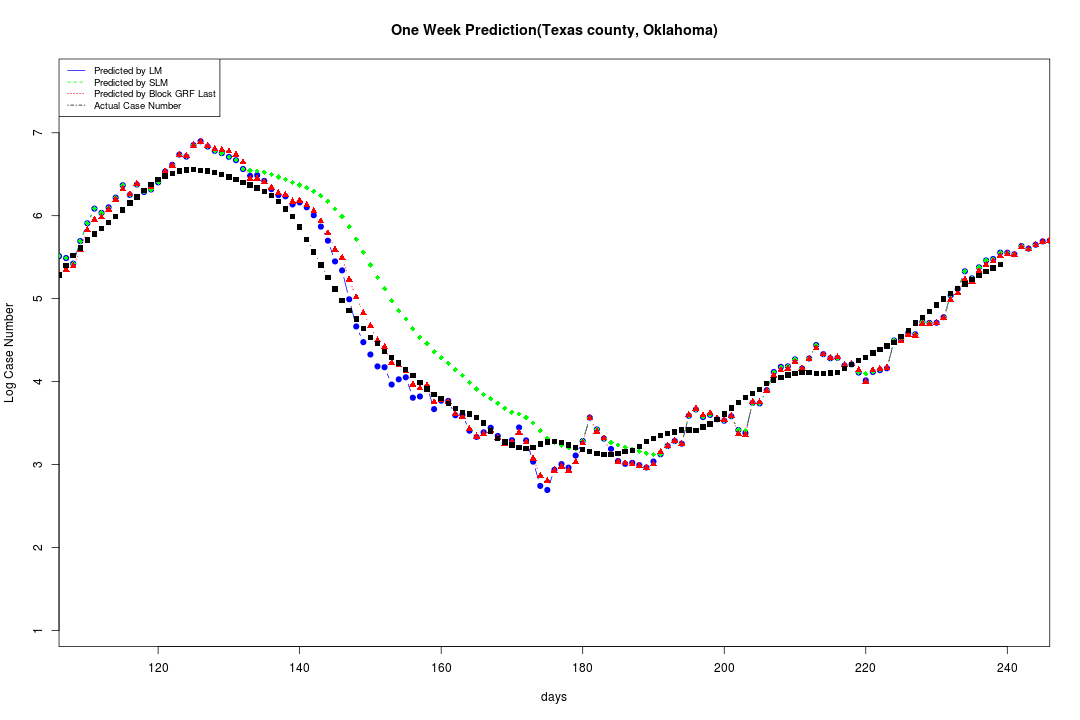 One Week Prediction(Texas county, Oklahoma)
Predicted by LM
Predicted by SLM
Predicted by Block GRF Last
Actual Case Number
7
6
5
4
3
2
1
Log Case Number
120 140 160 180 200 220 240
days